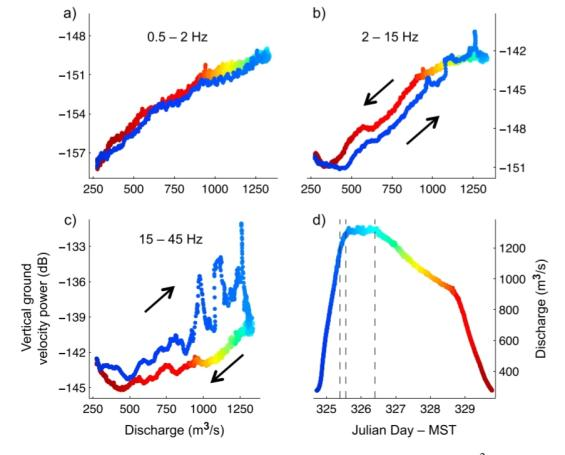 a)
0.5 – 2 Hz
−148
−151
−154
−157
250 500 750 1000 1250
b)
2 – 15 Hz
−142
−145
−148
−151
250 500 750 1000 1250
c)
15 – 45 Hz
−133
−136
−139
−142
−145
250 500 750 1000 1250
Vertical ground
velocity power (dB)
Discharge (m³/s)
d)
1200
1000
800
600
400
Discharge (m³/s)
325 326 327 328 329
Julian Day – MST